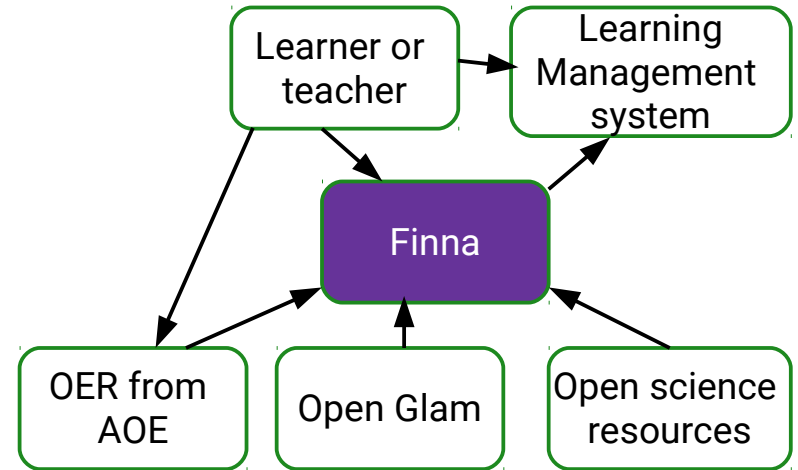 Learner or
teacher
Learning
Management
system
Finna
OER from
AOE
Open Glam
Open science
resources